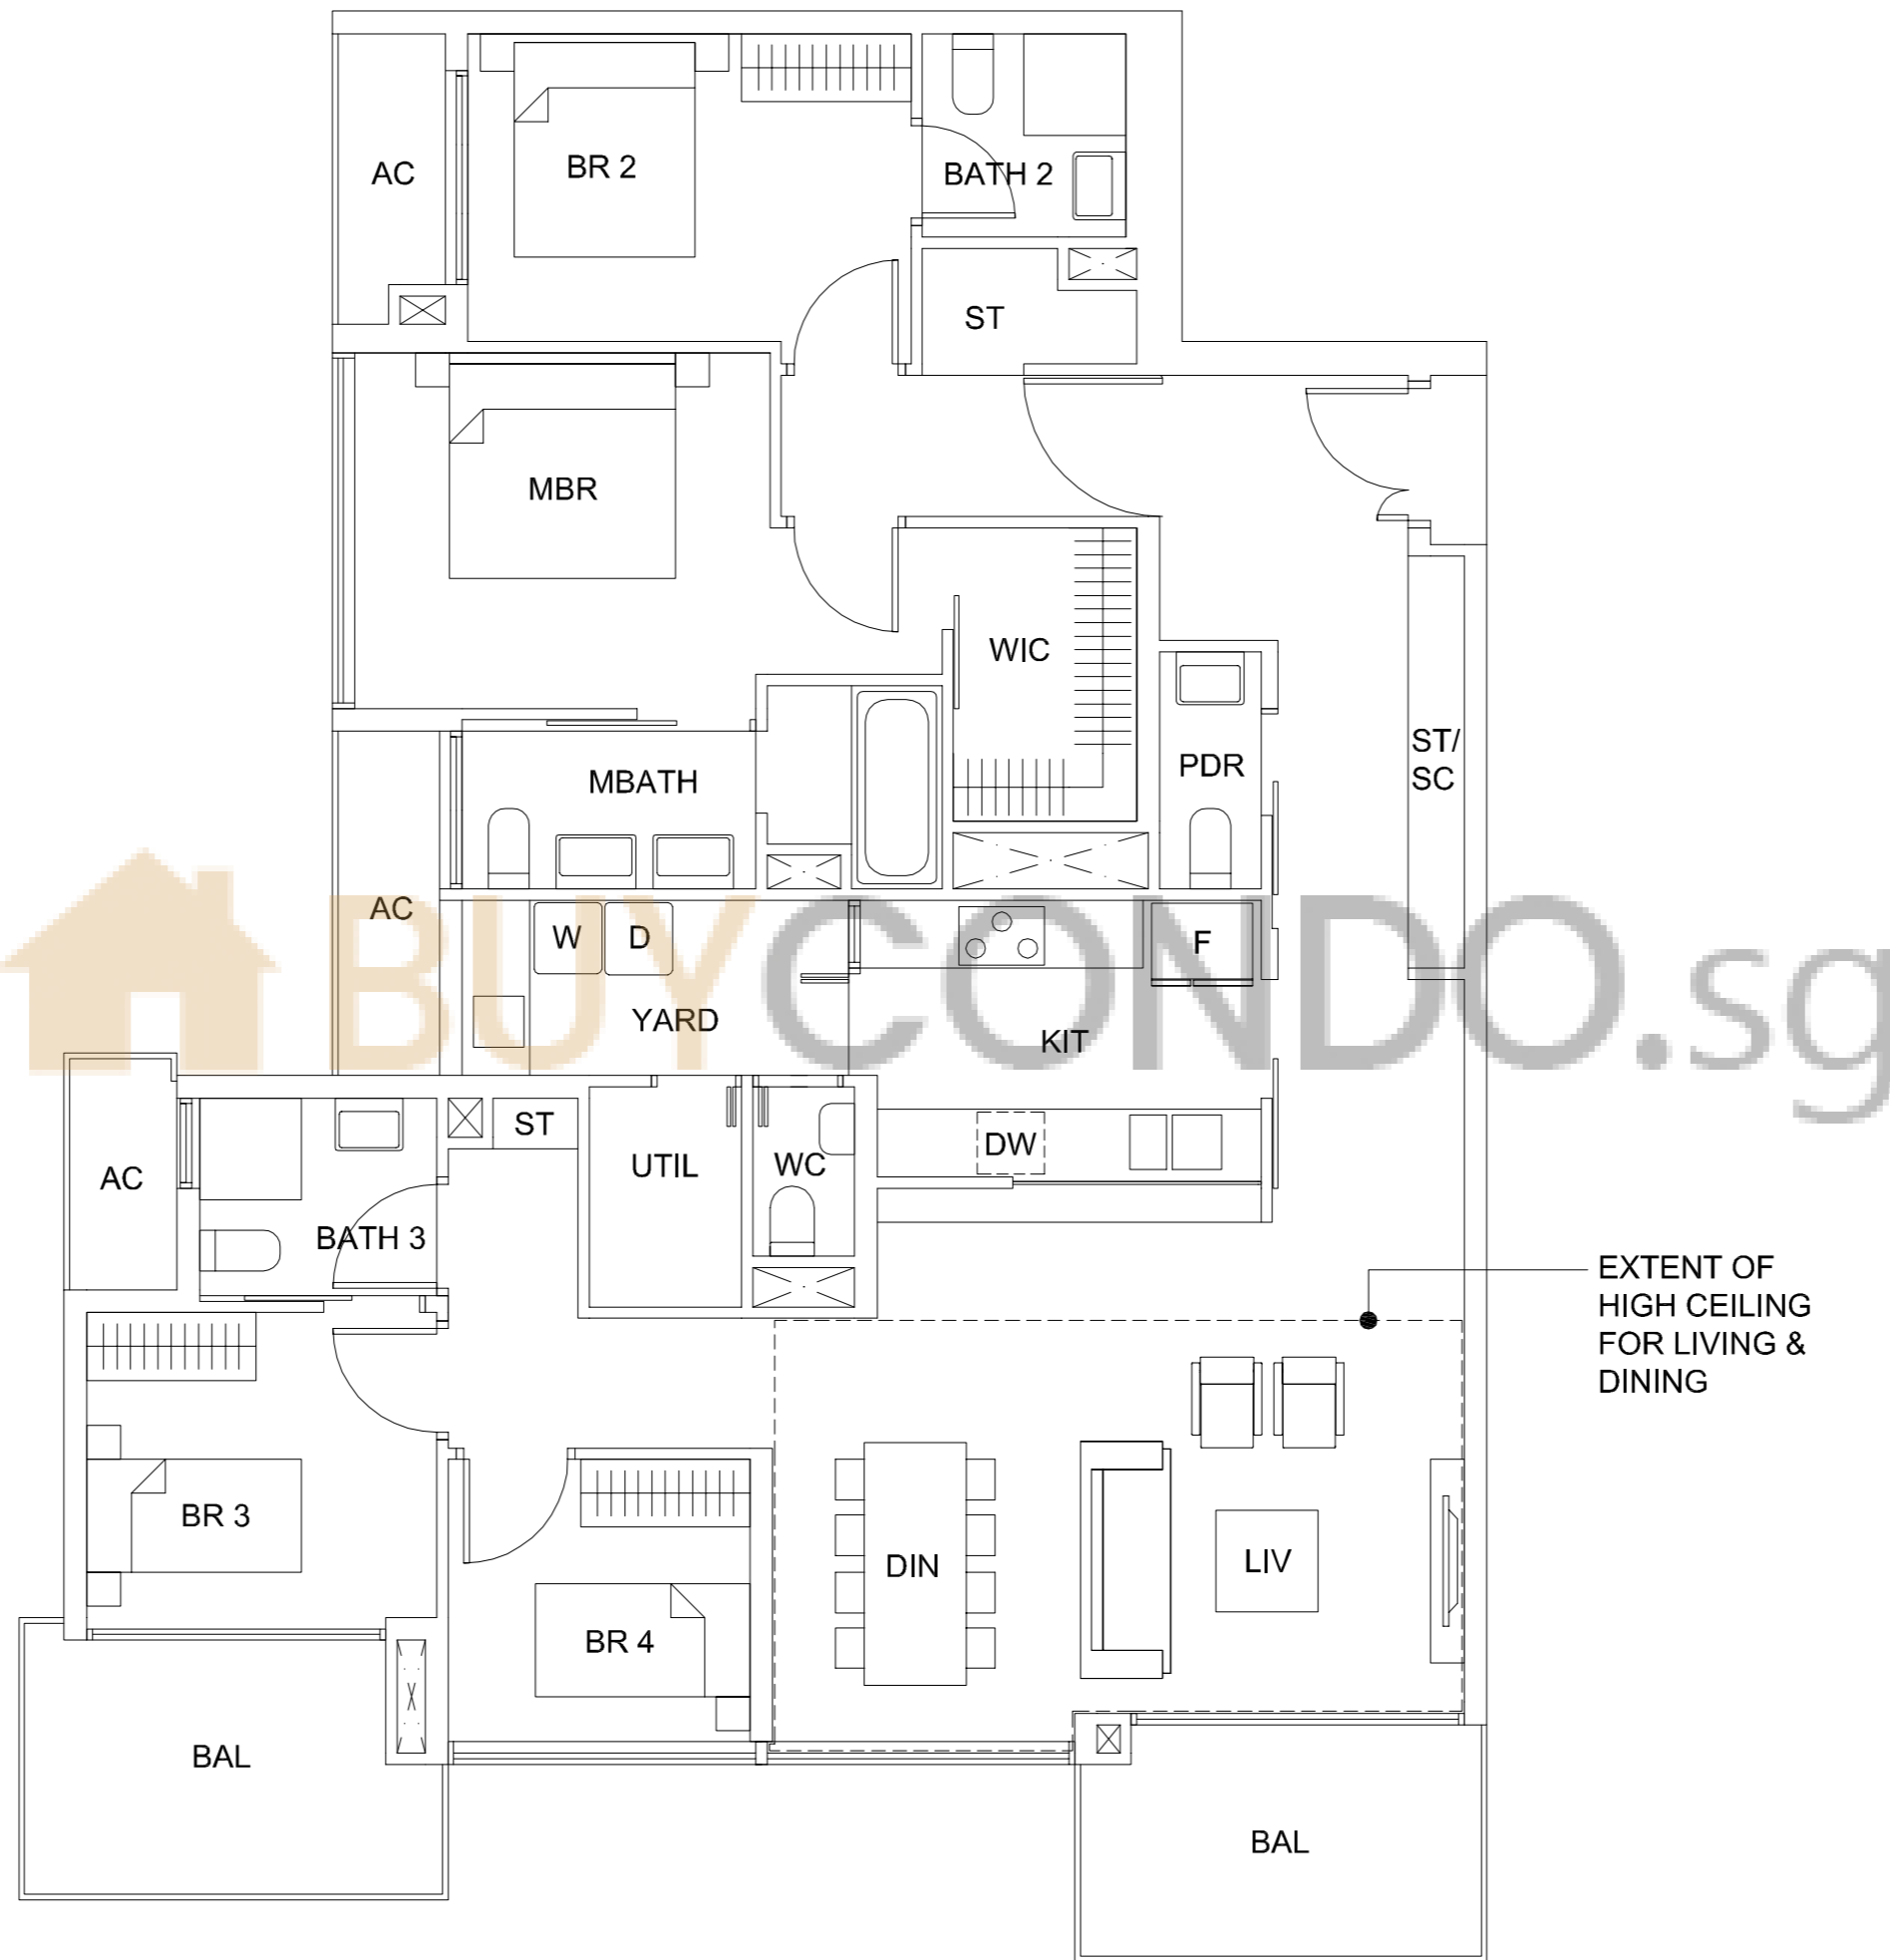 AC
BR 2
BATH 2
ST
MBR
WIC
PDR
ST/
SC
MBATH
AC
W
D
F
BUYCONDO.sg
YARD
KIT
AC
ST
UTIL
WC
DW
BATH 3
EXTENT OF
HIGH CEILING
FOR LIVING &
DINING
BR 3
BR 4
DIN
LIV
BAL
BAL